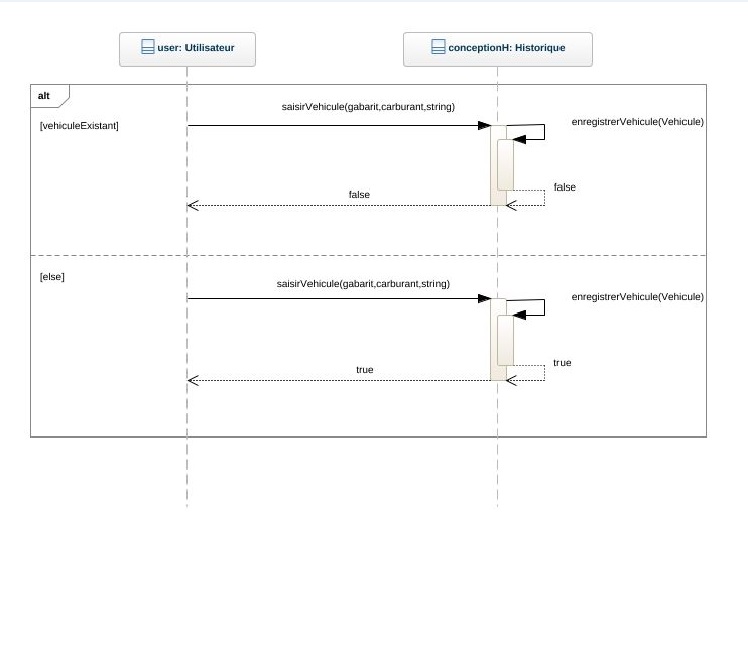 user: Utilisateur
conceptionH: Historique
alt
saisirVehicule(gabarit,carburant,string)
[vehiculeExistant]
enregistrerVehicule(Vehicule)
false
false
[else]
saisirVehicule(gabarit,carburant,string)
enregistrerVehicule(Vehicule)
true
true